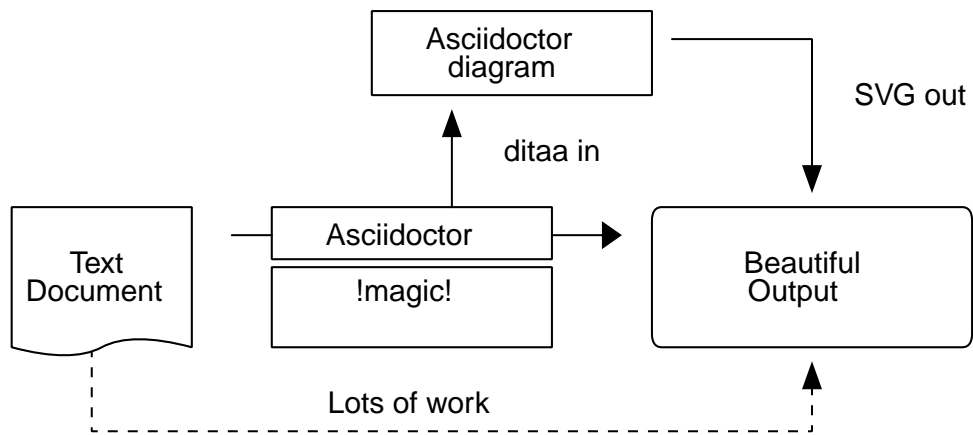 Asciidoctor
diagram
SVG out
ditaa in
Text
Document
Asciidoctor
!magic!
Beautiful
Output
Lots of work